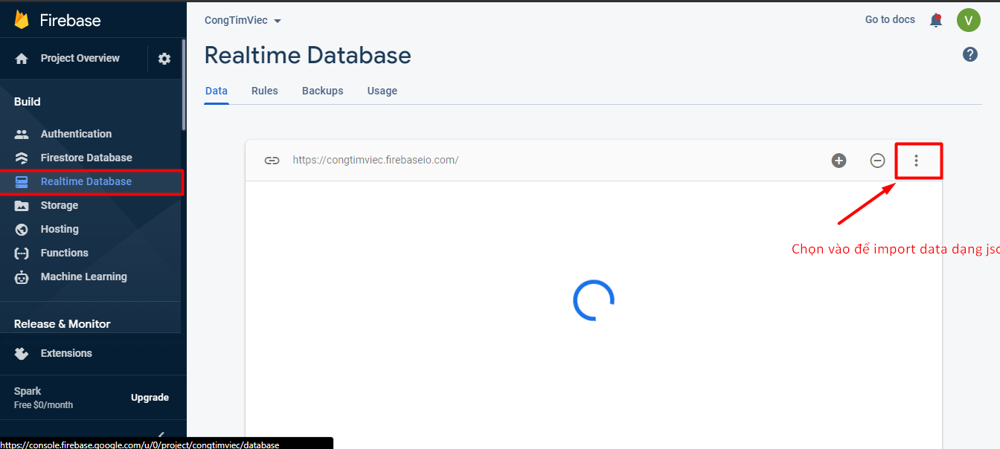 Firebase
Project Overview
Build
Authentication
Firestore Database
Realtime Database
Storage
Hosting
Functions
Machine Learning
Release & Monitor
Extensions
Spark
Free $0/month
Upgrade
https://console.firebase.google.com/u/0/project/congtimviec/database
CongTimViec
Go to docs
V
Realtime Database
?
Data Rules Backups Usage
https://congtimviec.firebaseio.com/
Chọn vào để import data dạng